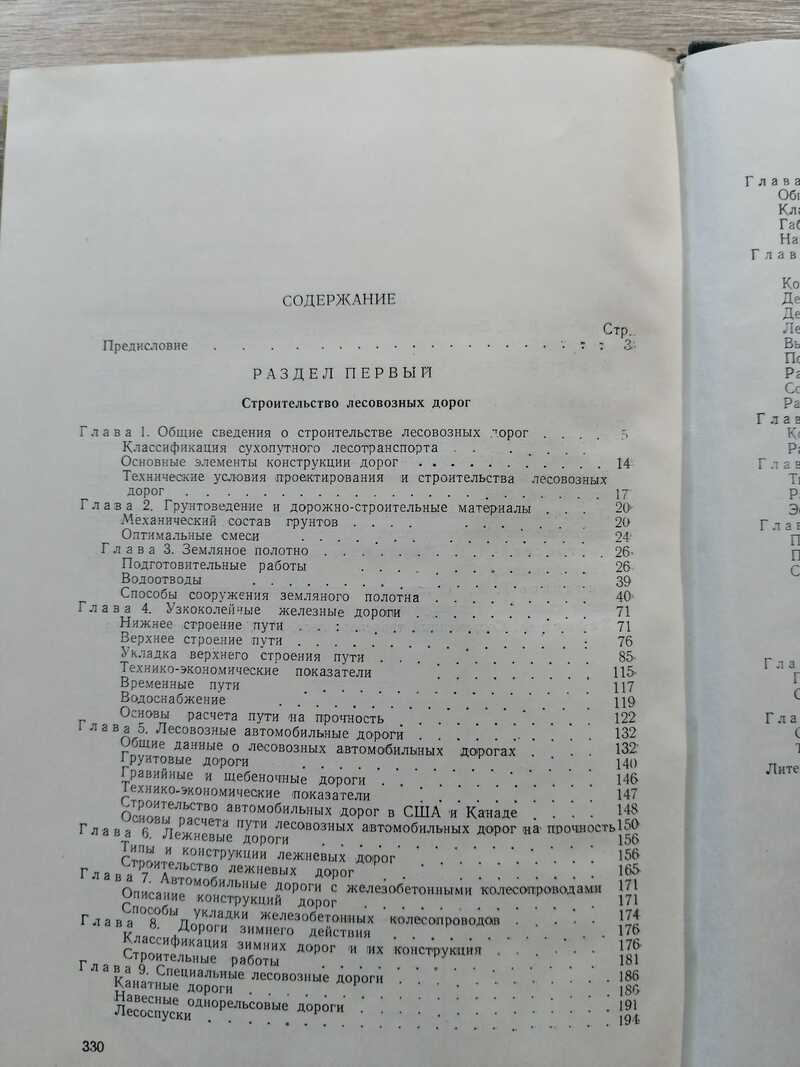 СОДЕРЖАНИЕ
Стр.
Предисловие . . . . . . . . . . . . . . . . . . 3
РАЗДЕЛ ПЕРВЫЙ
Строительство лесовозных дорог
Глава 1. Общие сведения о строительстве лесовозных дорог . . . . 5
Классификация сухопутного лесотранспорта . . . . . . .
Основные элементы конструкции дорог . . . . . . . . . . . 14
Технические условия проектирования и строительства лесовозных
дорог . . . . . . . . . . . . . . . . . . . 17
Глава 2. Грунтоведение и дорожно-строительные материалы . . . 20
Механический состав грунтов . . . . . . . . . . 20
Оптимальные смеси . . . . . . . . . . . . 24
Глава 3. Земляное полотно . . . . . . . . . . . . . . . 26
Подготовительные работы . . . . . . . . . . . . 26
Водоотводы . . . . . . . . . . . . . . . . 39
Способы сооружения земляного полотна . . . . . . . . . 40
Глава 4. Узкоколейные железные дороги . . . . . . . . . . 71
Нижнее строение пути . . . . . . . . . . . . . 71
Верхнее строение пути . . . . . . . . . . . . . 76
Укладка верхнего строения пути . . . . . . . . . . . 85
Технико-экономические показатели . . . . . . . . . . 115
Временные пути . . . . . . . . . . . . . . 117
Водоснабжение . . . . . . . . . . . . . . 119
Основы расчета пути на прочность . . . . . . . . . . 122
Глава 5. Лесовозные автомобильные дороги . . . . . . . . . 132
Общие данные о лесовозных автомобильных дорогах . . . . 132
Грунтовые дороги . . . . . . . . . . . . . 140
Гравийные и щебеночные дороги . . . . . . . . . . 146
Технико-экономические показатели . . . . . . . . . 147
Строительство автомобильных дорог в США и Канаде . . . . 148
Основы расчета пути лесовозных автомобильных дорог на прочность 150
Глава 6. Лежневые дороги . . . . . . . . . . . . 156
Типы и конструкции лежневых дорог . . . . . . . . . 156
Строительство лежневых дорог . . . . . . . . . . 165
Глава 7. Автомобильные дороги с железобетонными колесопроводами 171
Описание конструкций дорог . . . . . . . . . . . 171
Способы укладки железобетонных колесопроводов . . . . . 174
Глава 8. Дороги зимнего действия . . . . . . . . . . 176
Классификация зимних дорог и их конструкция . . . . . . 176
Строительные работы . . . . . . . . . . . . 181
Глава 9. Специальные лесовозные дороги . . . . . . . . . 186
Канатные дороги . . . . . . . . . . . . . . . 186
Навесные однорельсовые дороги . . . . . . . . . . . 191
Лесоспуски . . . . . . . . . . . . . . . . . 194
330
Глава
Глав
Глав
Глав
Глав
Гла
Гла
Лите